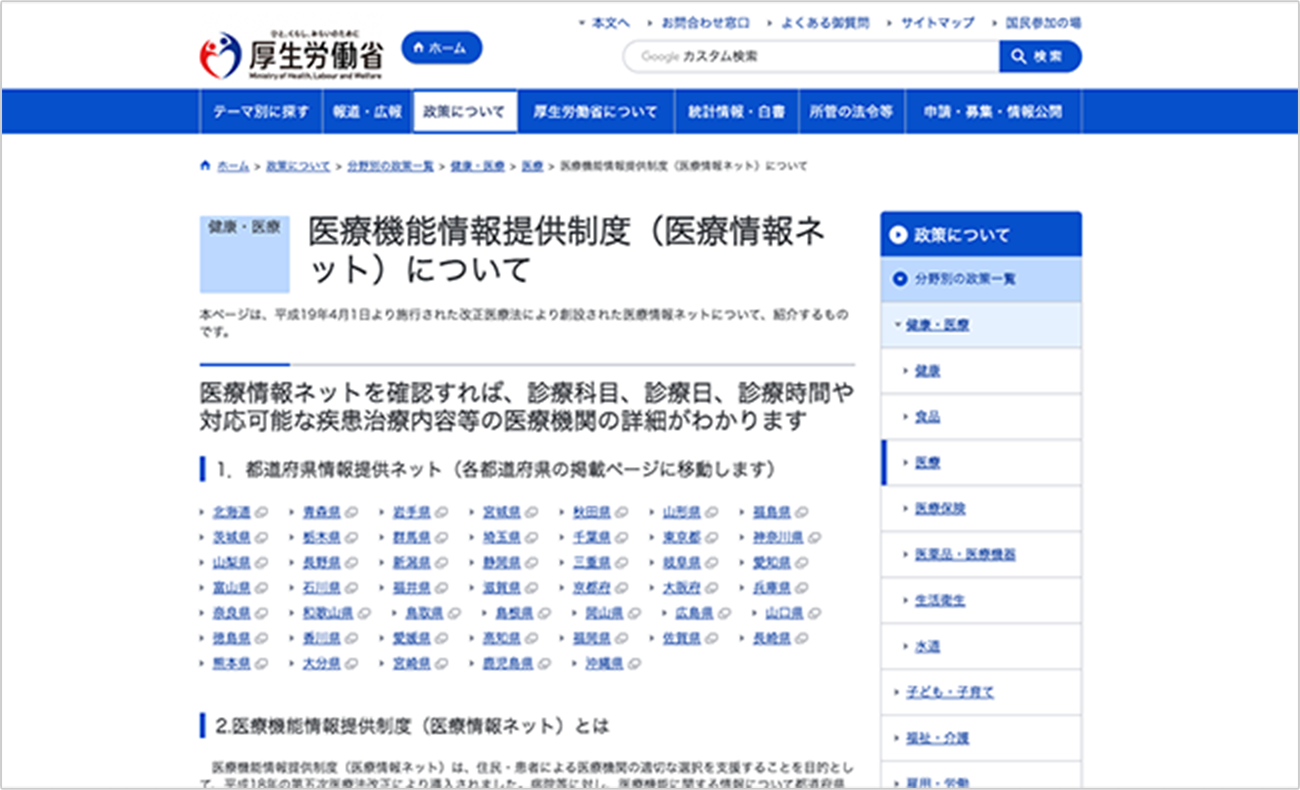 本文へ お問合わせ窓口 よくある御質問 サイトマップ 国民参加の場
ひと、くらし、みらいのために
厚生労働省
Ministry of Health, Labour and Welfare
ホーム
Google カスタム検索
検索
テーマ別に探す 報道・広報 政策について 厚生労働省について 統計情報・白書 所管の法令等 申請・募集・情報公開
ホーム > 政策について > 分野別の政策一覧 > 健康・医療 > 医療 > 医療機能情報提供制度（医療情報ネット）について
健康・医療
医療機能情報提供制度（医療情報ネ
ット）について
本ページは、平成19年4月1日より施行された改正医療法により創設された医療情報ネットについて、紹介するもの
です。
医療情報ネットを確認すれば、診療科目、診療日、診療時間や
対応可能な疾患治療内容等の医療機関の詳細がわかります
1．都道府県情報提供ネット（各都道府県の掲載ページに移動します）
北海道 青森県 岩手県 宮城県 秋田県 山形県 福島県
茨城県 栃木県 群馬県 埼玉県 千葉県 東京都 神奈川県
山梨県 長野県 新潟県 静岡県 三重県 岐阜県 愛知県
富山県 石川県 福井県 滋賀県 京都府 大阪府 兵庫県
奈良県 和歌山県 鳥取県 島根県 岡山県 広島県 山口県
徳島県 香川県 愛媛県 高知県 福岡県 佐賀県 長崎県
熊本県 大分県 宮崎県 鹿児島県 沖縄県
2.医療機能情報提供制度（医療情報ネット）とは
医療機能情報提供制度（医療情報ネット）は、住民・患者による医療機関の適切な選択を支援することを目的とし
て、平成18年の第五次医療法改正により導入されました。病院等に対し、医療機能に関する情報について都道府県
政策について
分野別の政策一覧
健康・医療
健康
食品
医療
医療保険
医薬品・医療機器
生活衛生
水道
子ども・子育て
福祉・介護
雇用・労働